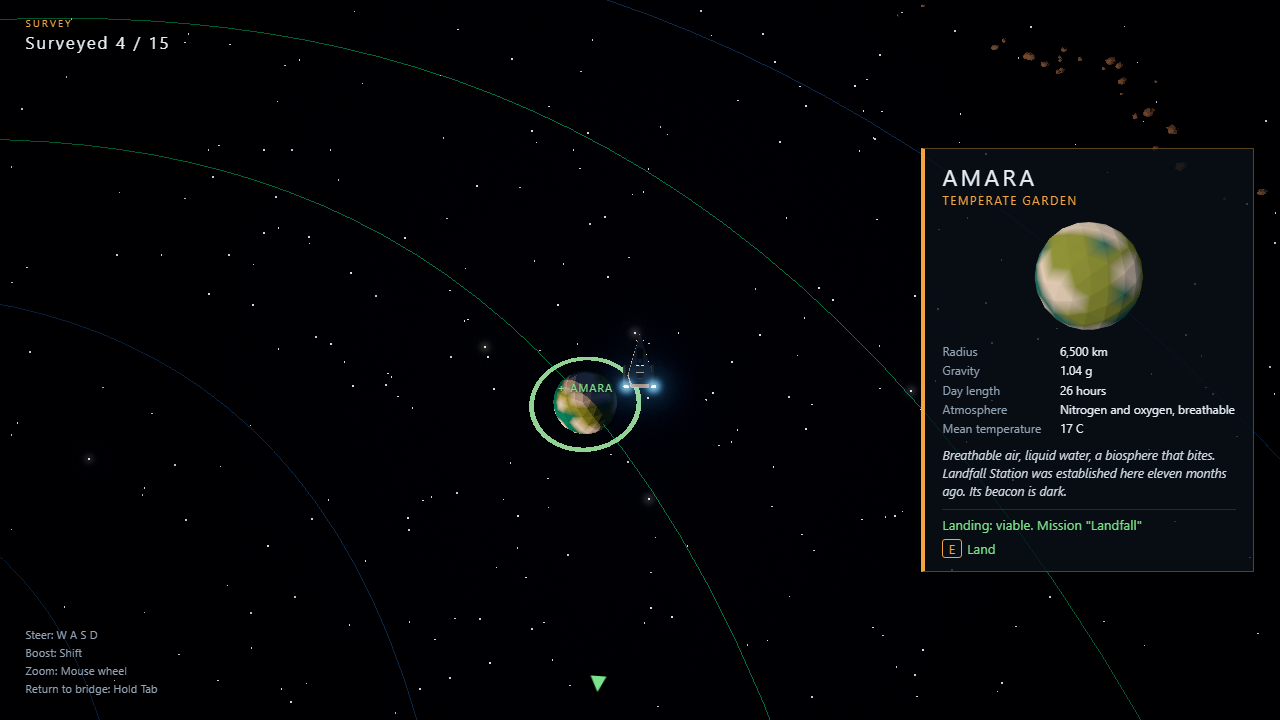 SURVEY
Surveyed 4 / 15
AMARA
AMARA
TEMPERATE GARDEN
Radius 6,500 km
Gravity 1.04 g
Day length 26 hours
Atmosphere Nitrogen and oxygen, breathable
Mean temperature 17 C
Breathable air, liquid water, a biosphere that bites.
Landfall Station was established here eleven months
ago. Its beacon is dark.
Landing: viable. Mission "Landfall"
E Land
Steer: W A S D
Boost: Shift
Zoom: Mouse wheel
Return to bridge: Hold Tab